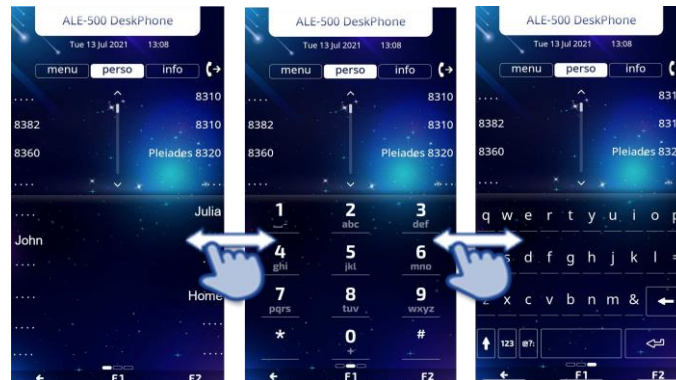 ALE-500 DeskPhone
Tue 13 Jul 2021 13:08
menu perso info
.... 8310
8382 8310
8360 Pleiades 8320
.... ....
.... Julia
John
....
.... Home
.... ....
F1 F2
ALE-500 DeskPhone
Tue 13 Jul 2021 13:08
menu perso info
.... 8310
8382 8310
8360 Pleiades 8320
.... ....
1 2 3
abc def
4 5 6
ghi jkl mno
7 8 9
pqrs tuv wxyz
* 0 #
+
F1 F2
ALE-500 DeskPhone
Tue 13 Jul 2021 13:08
menu perso info
.... 831
8382 831
8360 Pleiades 832
.... ....
q w e r t y u i o p
s d f g h j k l =
z x c v b n m &
123 @?:
F1 F2